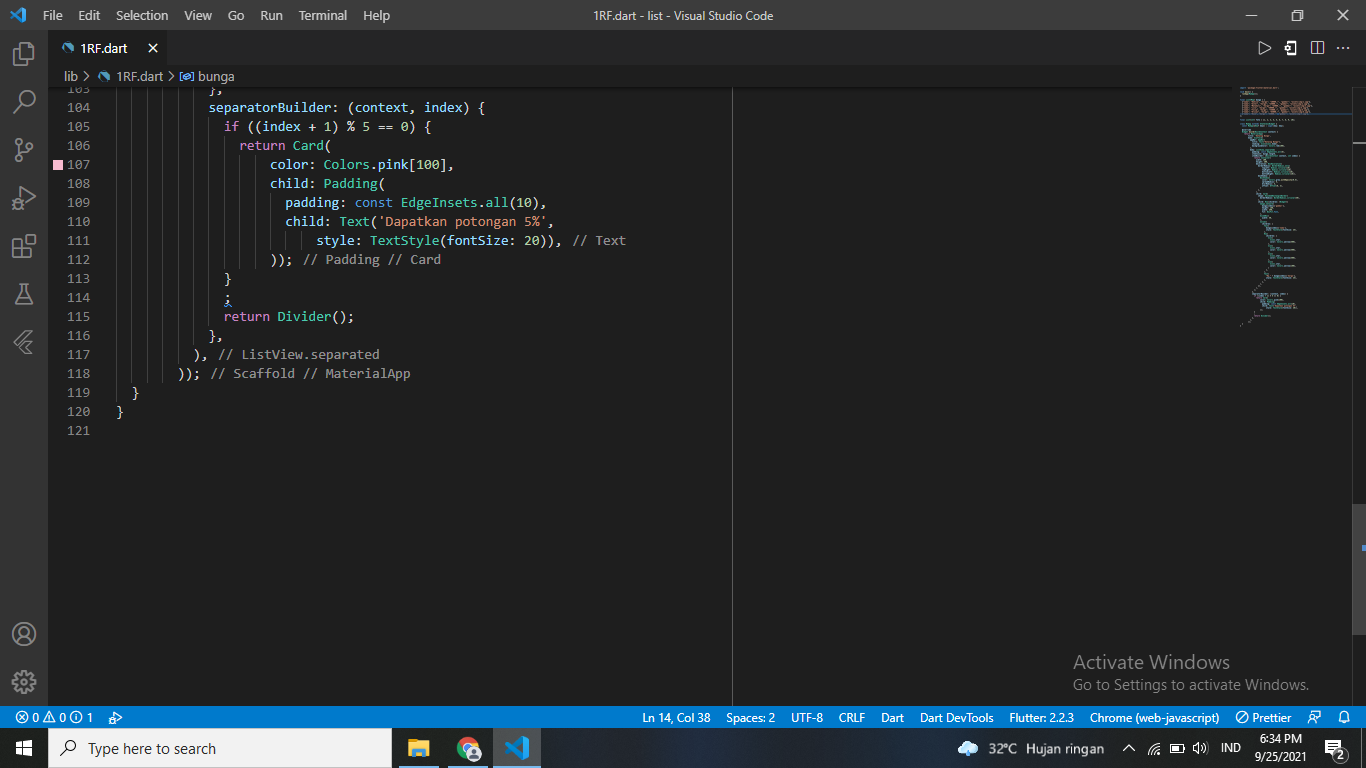 File Edit Selection View Go Run Terminal Help 1RF.dart - list - Visual Studio Code
1RF.dart
lib > 1RF.dart > bunga
103 },
104 separatorBuilder: (context, index) {
105 if ((index + 1) % 5 == 0) {
106 return Card(
107 color: Colors.pink[100],
108 child: Padding(
109 padding: const EdgeInsets.all(10),
110 child: Text('Dapatkan potongan 5%',
111 style: TextStyle(fontSize: 20)), // Text
112 )); // Padding // Card
113 }
114 ;
115 return Divider();
116 },
117 ), // ListView.separated
118 )); // Scaffold // MaterialApp
119 }
120 }
121
Activate Windows
Go to Settings to activate Windows.
0 0 1 Ln 14, Col 38 Spaces: 2 UTF-8 CRLF Dart Dart DevTools Flutter: 2.2.3 Chrome (web-javascript) Prettier
Type here to search 32°C Hujan ringan IND 6:34 PM
9/25/2021 2